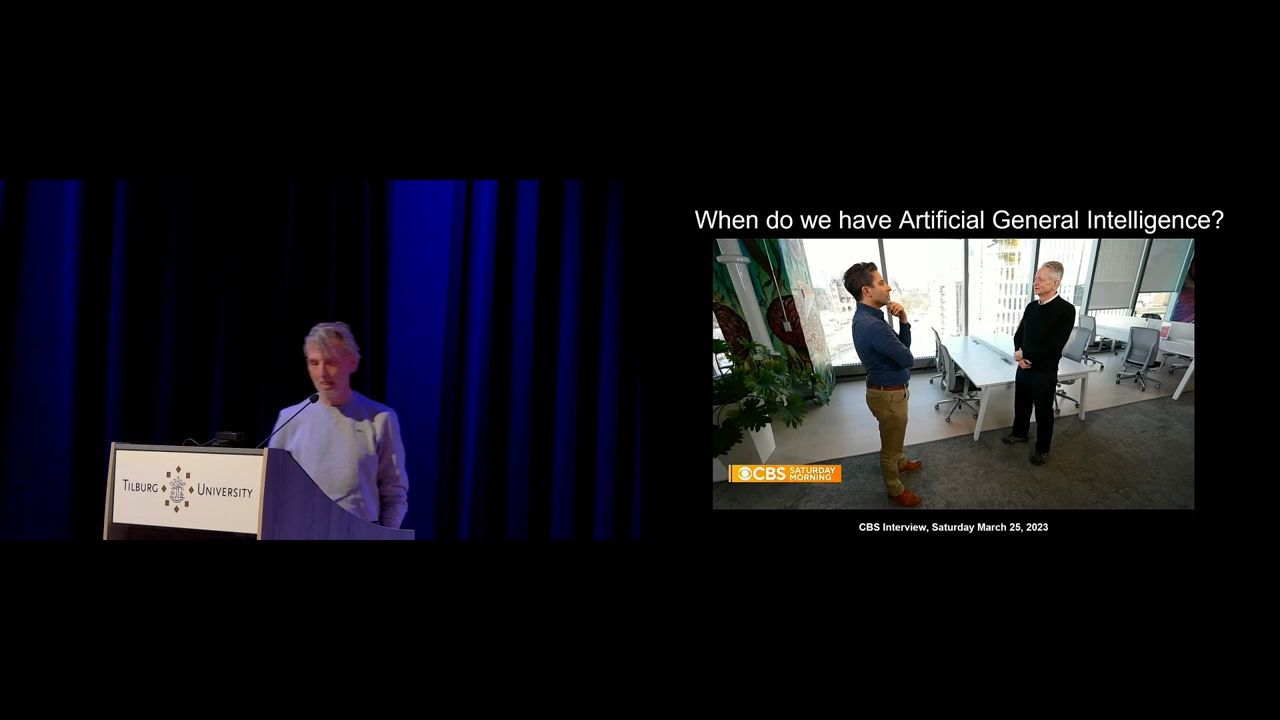 When do we have Artificial General Intelligence?
TILBURG UNIVERSITY
CBS SATURDAY MORNING
CBS Interview, Saturday March 25, 2023